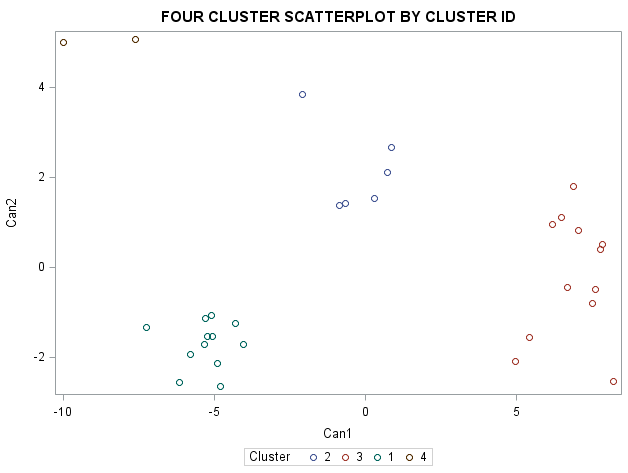 FOUR CLUSTER SCATTERPLOT BY CLUSTER ID
4
2
0
-2
Can2
-10 -5 0 5
Can1
Cluster 2 3 1 4